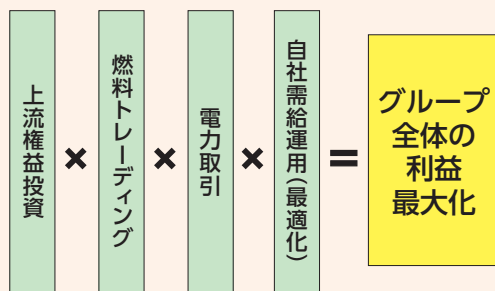 上流権益投資
×
燃料トレーディング
×
電力取引
×
自社需給運用(最適化)
=
グループ
全体の
利益
最大化